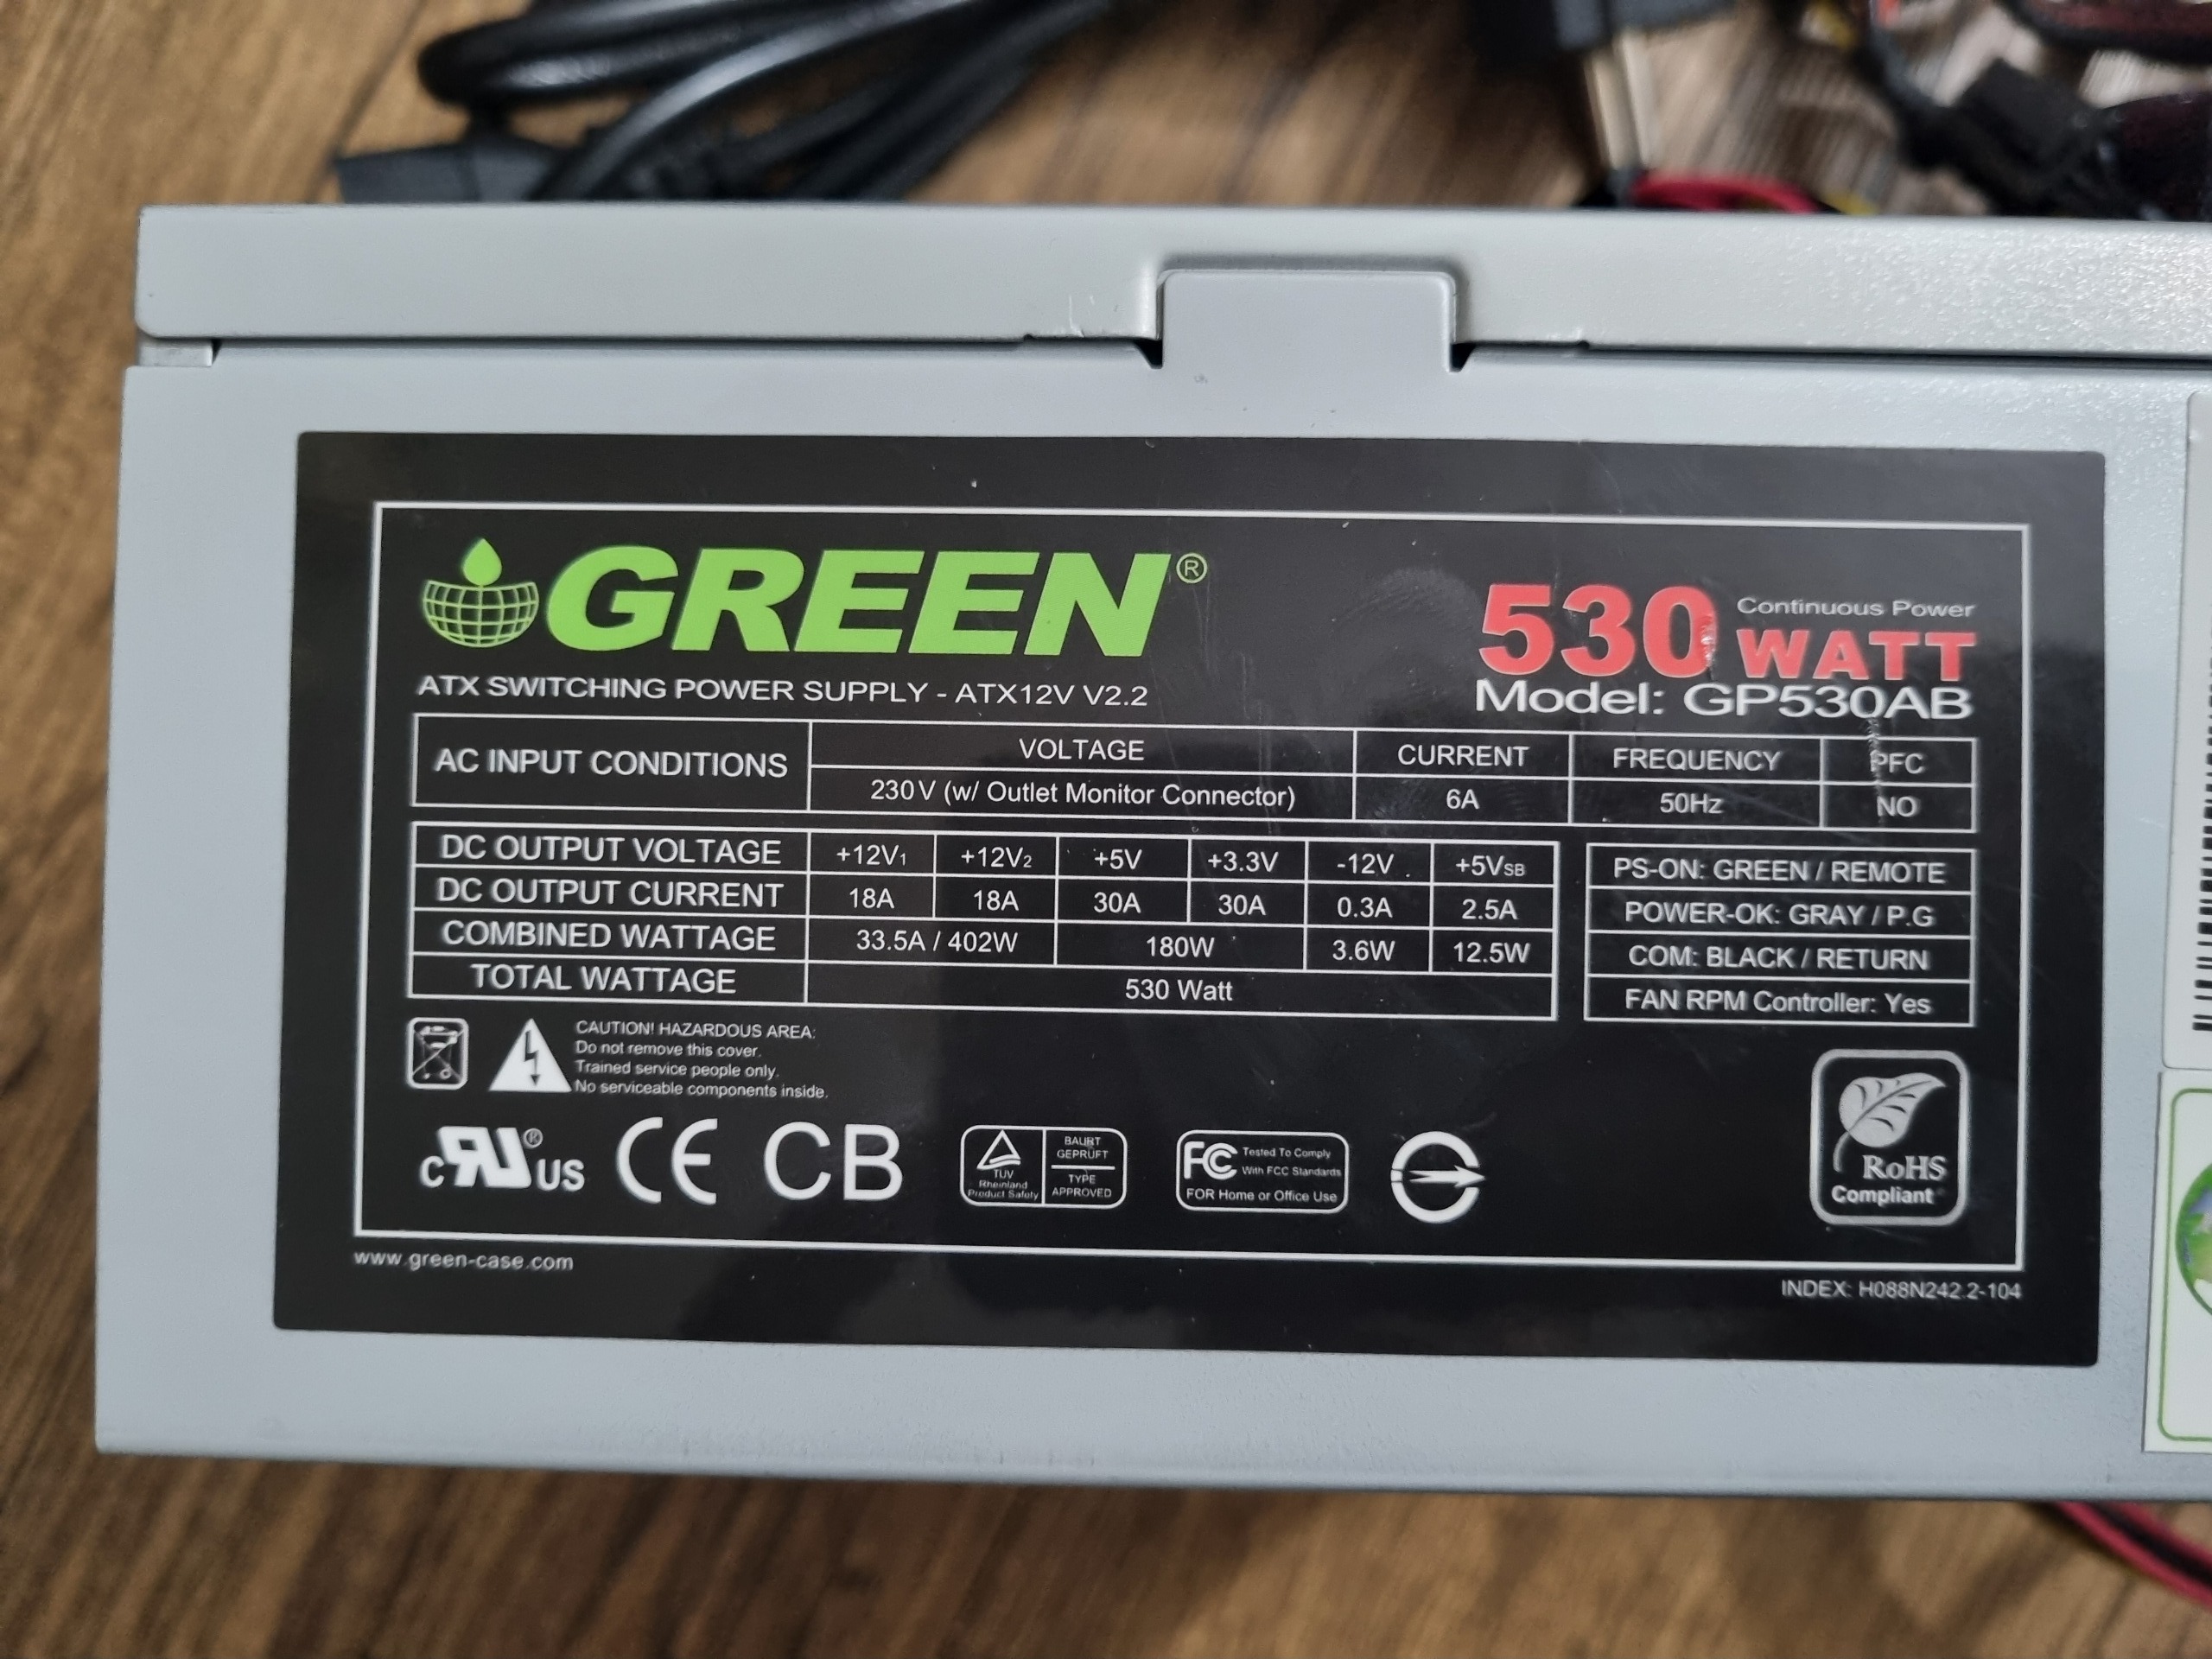 GREEN®
530 Continuous Power
WATT
ATX SWITCHING POWER SUPPLY - ATX12V V2.2
Model: GP530AB
AC INPUT CONDITIONS VOLTAGE CURRENT FREQUENCY PFC
230V (w/ Outlet Monitor Connector) 6A 50Hz NO
DC OUTPUT VOLTAGE +12V1 +12V2 +5V +3.3V -12V +5VSB
DC OUTPUT CURRENT 18A 18A 30A 30A 0.3A 2.5A
COMBINED WATTAGE 33.5A / 402W 180W 3.6W 12.5W
TOTAL WATTAGE 530 Watt
PS-ON: GREEN / REMOTE
POWER-OK: GRAY / P.G
COM: BLACK / RETURN
FAN RPM Controller: Yes
CAUTION! HAZARDOUS AREA:
Do not remove this cover.
Trained service people only.
No serviceable components inside.
c RU® US CE CB
TÜV
Rheinland
Product Safety
BAURT
GEPRÜFT
TYPE
APPROVED
FC Tested To Comply
With FCC Standards
FOR Home or Office Use
RoHS
Compliant
www.green-case.com
INDEX: H088N242.2-104